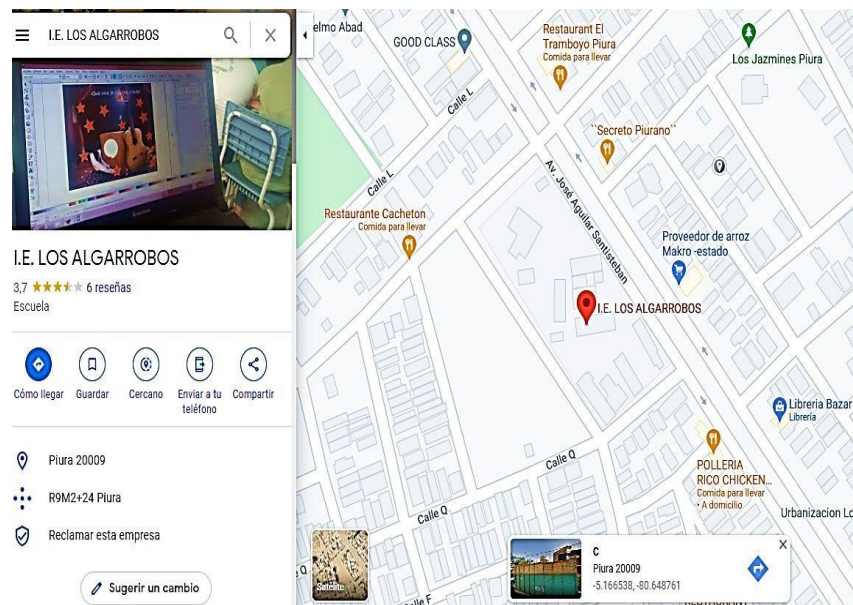 I.E. LOS ALGARROBOS
I.E. LOS ALGARROBOS
3,7
6 reseñas
Escuela
Cómo llegar
Guardar
Cercano
Enviar a tu
teléfono
Compartir
Piura 20009
R9M2+24 Piura
Reclamar esta empresa
Sugerir un cambio
elmo Abad
GOOD CLASS
Restaurant El
Tramboyo Piura
Comida para llevar
Los Jazmines Piura
Calle L
``Secreto Piurano``
Calle L
Av. José Aguilar Santisteban
Restaurante Cacheton
Comida para llevar
Proveedor de arroz
Makro -estado
I.E. LOS ALGARROBOS
Libreria Bazar
Librería
POLLERIA
RICO CHICKEN...
Comida para llevar
· A domicilio
Calle Q
Calle Q
Urbanizacion Lo
Q
Satélite
C
Piura 20009
-5.166538, -80.648761
lle F
RESTAURANT